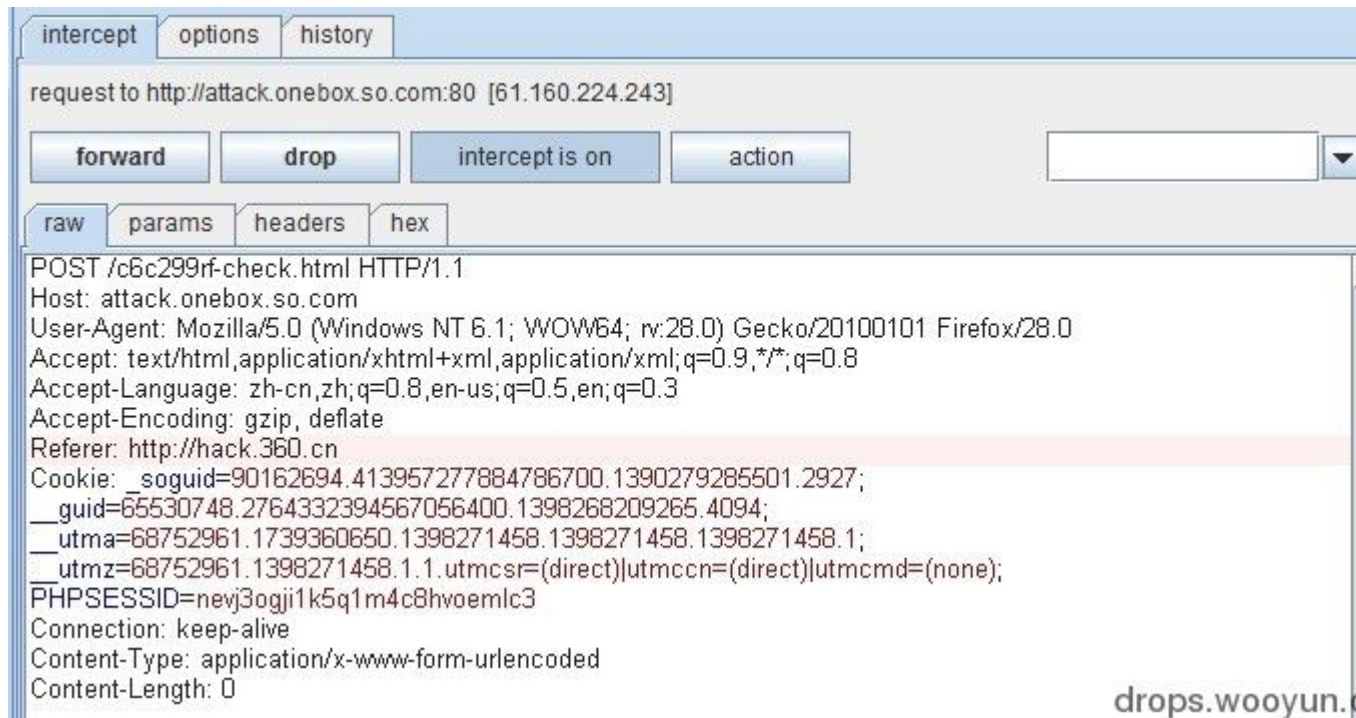 intercept options history
request to http://attack.onebox.so.com:80 [61.160.224.243]
forward drop intercept is on action
raw params headers hex
POST /c6c299rf-check.html HTTP/1.1
Host: attack.onebox.so.com
User-Agent: Mozilla/5.0 (Windows NT 6.1; WOW64; rv:28.0) Gecko/20100101 Firefox/28.0
Accept: text/html,application/xhtml+xml,application/xml;q=0.9,*/*;q=0.8
Accept-Language: zh-cn,zh;q=0.8,en-us;q=0.5,en;q=0.3
Accept-Encoding: gzip, deflate
Referer: http://hack.360.cn
Cookie: _soguid=90162694.413957277884786700.1390279285501.2927;
__guid=65530748.2764332394567056400.1398268209265.4094;
__utma=68752961.1739360650.1398271458.1398271458.1398271458.1;
__utmz=68752961.1398271458.1.1.utmcsr=(direct)|utmccn=(direct)|utmcmd=(none);
PHPSESSID=nevj3ogji1k5q1m4c8hvoemlc3
Connection: keep-alive
Content-Type: application/x-www-form-urlencoded
Content-Length: 0
drops.wooyun.